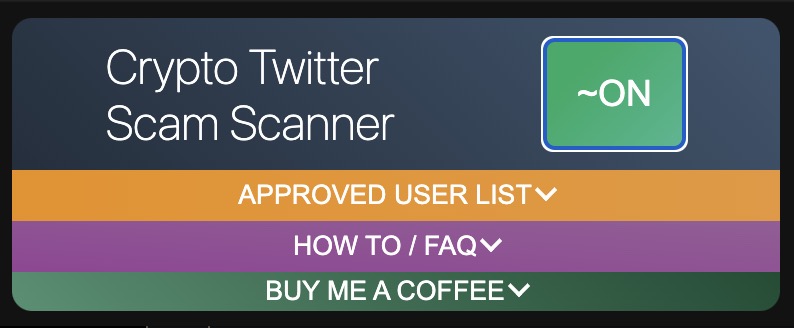 Crypto Twitter
Scam Scanner
~ON
APPROVED USER LIST
HOW TO / FAQ
BUY ME A COFFEE